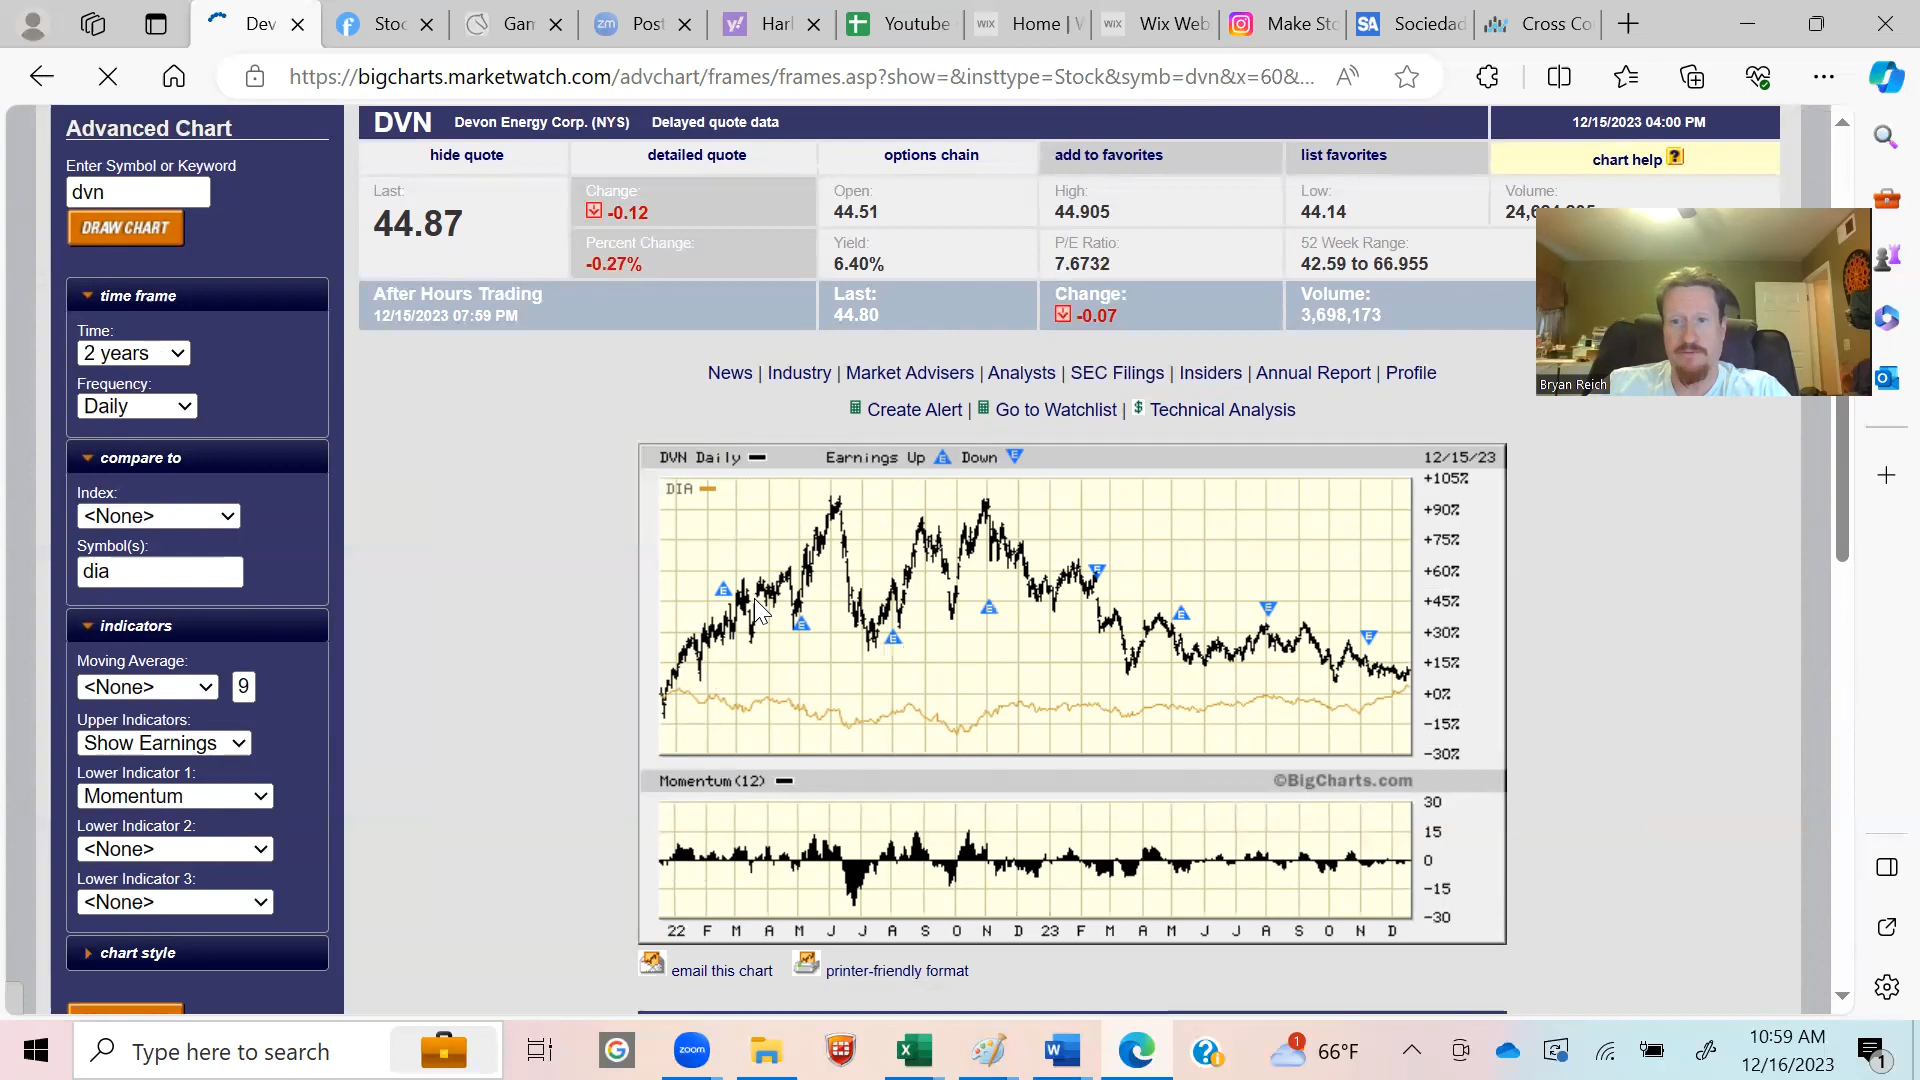 Dev
Stoc
Gam
zm
Post
Harl
Youtube
WIX
Home | W
WIX
Wix Web
Make Sto
SA
Sociedad
Cross Co
https://bigcharts.marketwatch.com/advchart/frames/frames.asp?show=&insttype=Stock&symb=dvn&x=60&...
Advanced Chart
Enter Symbol or Keyword
dvn
DRAW CHART
time frame
Time:
2 years
Frequency:
Daily
compare to
Index:
<None>
Symbol(s):
dia
indicators
Moving Average:
<None>
9
Upper Indicators:
Show Earnings
Lower Indicator 1:
Momentum
Lower Indicator 2:
<None>
Lower Indicator 3:
<None>
chart style
DVN Devon Energy Corp. (NYS) Delayed quote data 12/15/2023 04:00 PM
hide quote detailed quote options chain add to favorites list favorites chart help ?
Last: Change: Open: High: Low: Volume:
44.87 -0.12 44.51 44.905 44.14
Percent Change: Yield: P/E Ratio: 52 Week Range:
-0.27% 6.40% 7.6732 42.59 to 66.955
After Hours Trading Last: Change: Volume:
12/15/2023 07:59 PM 44.80 -0.07 3,698,173
Bryan Reich
News | Industry | Market Advisers | Analysts | SEC Filings | Insiders | Annual Report | Profile
Create Alert | Go to Watchlist | $ Technical Analysis
DVN Daily Earnings Up E Down E 12/15/23
DIA
+105%
+90%
+75%
+60%
+45%
+30%
+15%
+0%
-15%
-30%
E
E
E
E
E
E
E
E
Momentum(12) ©BigCharts.com
30
15
0
-15
-30
22 F M A M J J A S O N D 23 F M A M J J A S O N D
email this chart printer-friendly format
Type here to search
G
zoom
X
W
?
1
66°F
10:59 AM
12/16/2023
1